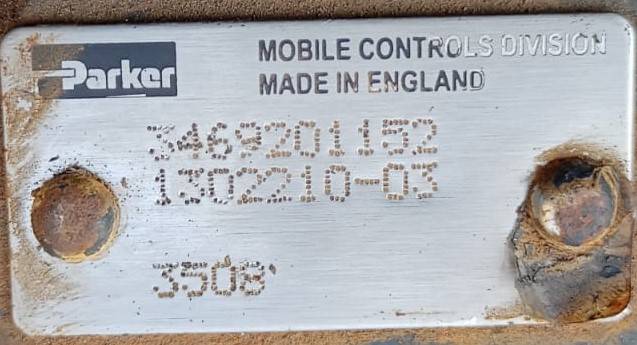 Parker
MOBILE CONTROLS DIVISION
MADE IN ENGLAND
3469201152
1302210-03
3508